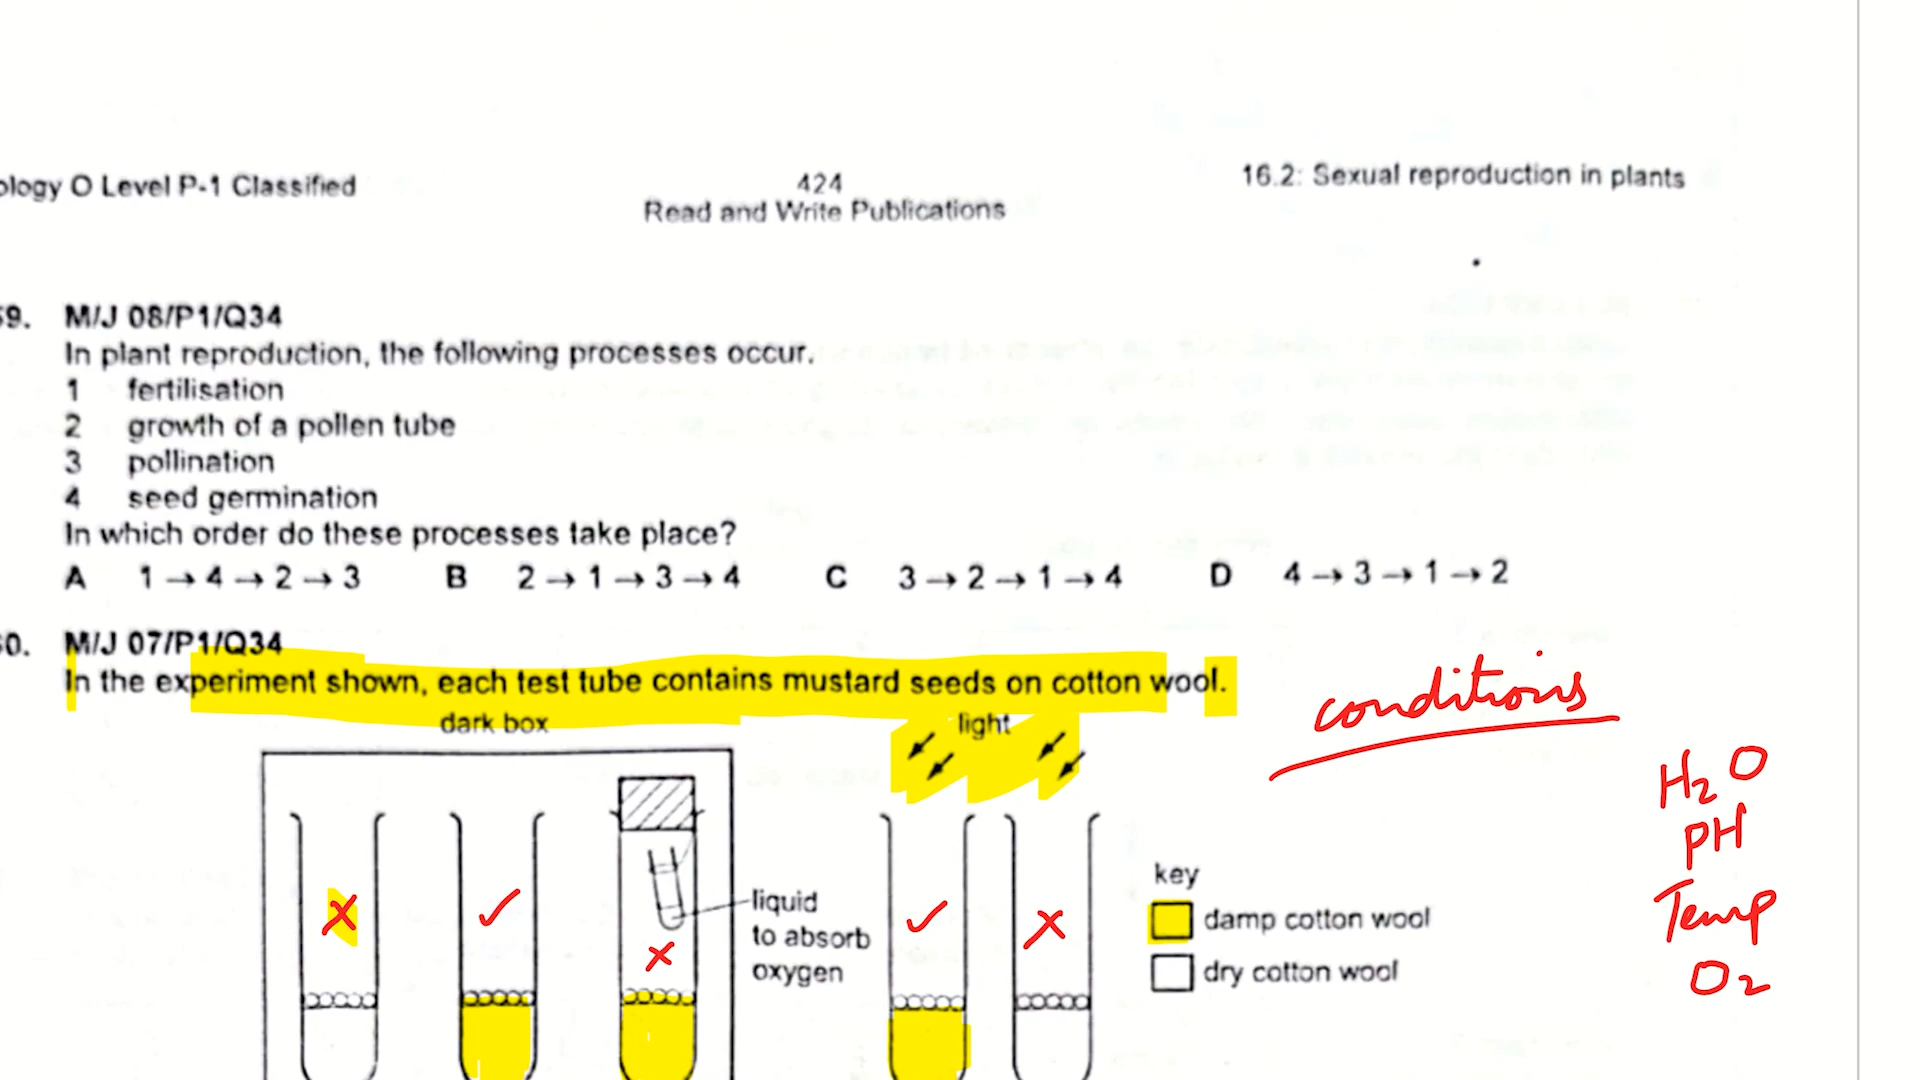 ology O Level P-1 Classified
424
Read and Write Publications
16.2: Sexual reproduction in plants
59. M/J 08/P1/Q34
In plant reproduction, the following processes occur.
1 fertilisation
2 growth of a pollen tube
3 pollination
4 seed germination
In which order do these processes take place?
A 1 → 4 → 2 → 3 B 2 → 1 → 3 → 4 C 3 → 2 → 1 → 4 D 4 → 3 → 1 → 2
60. M/J 07/P1/Q34
In the experiment shown, each test tube contains mustard seeds on cotton wool.
dark box
light
conditions
H2O
PH
Temp
O2
liquid
to absorb
oxygen
key
damp cotton wool
dry cotton wool